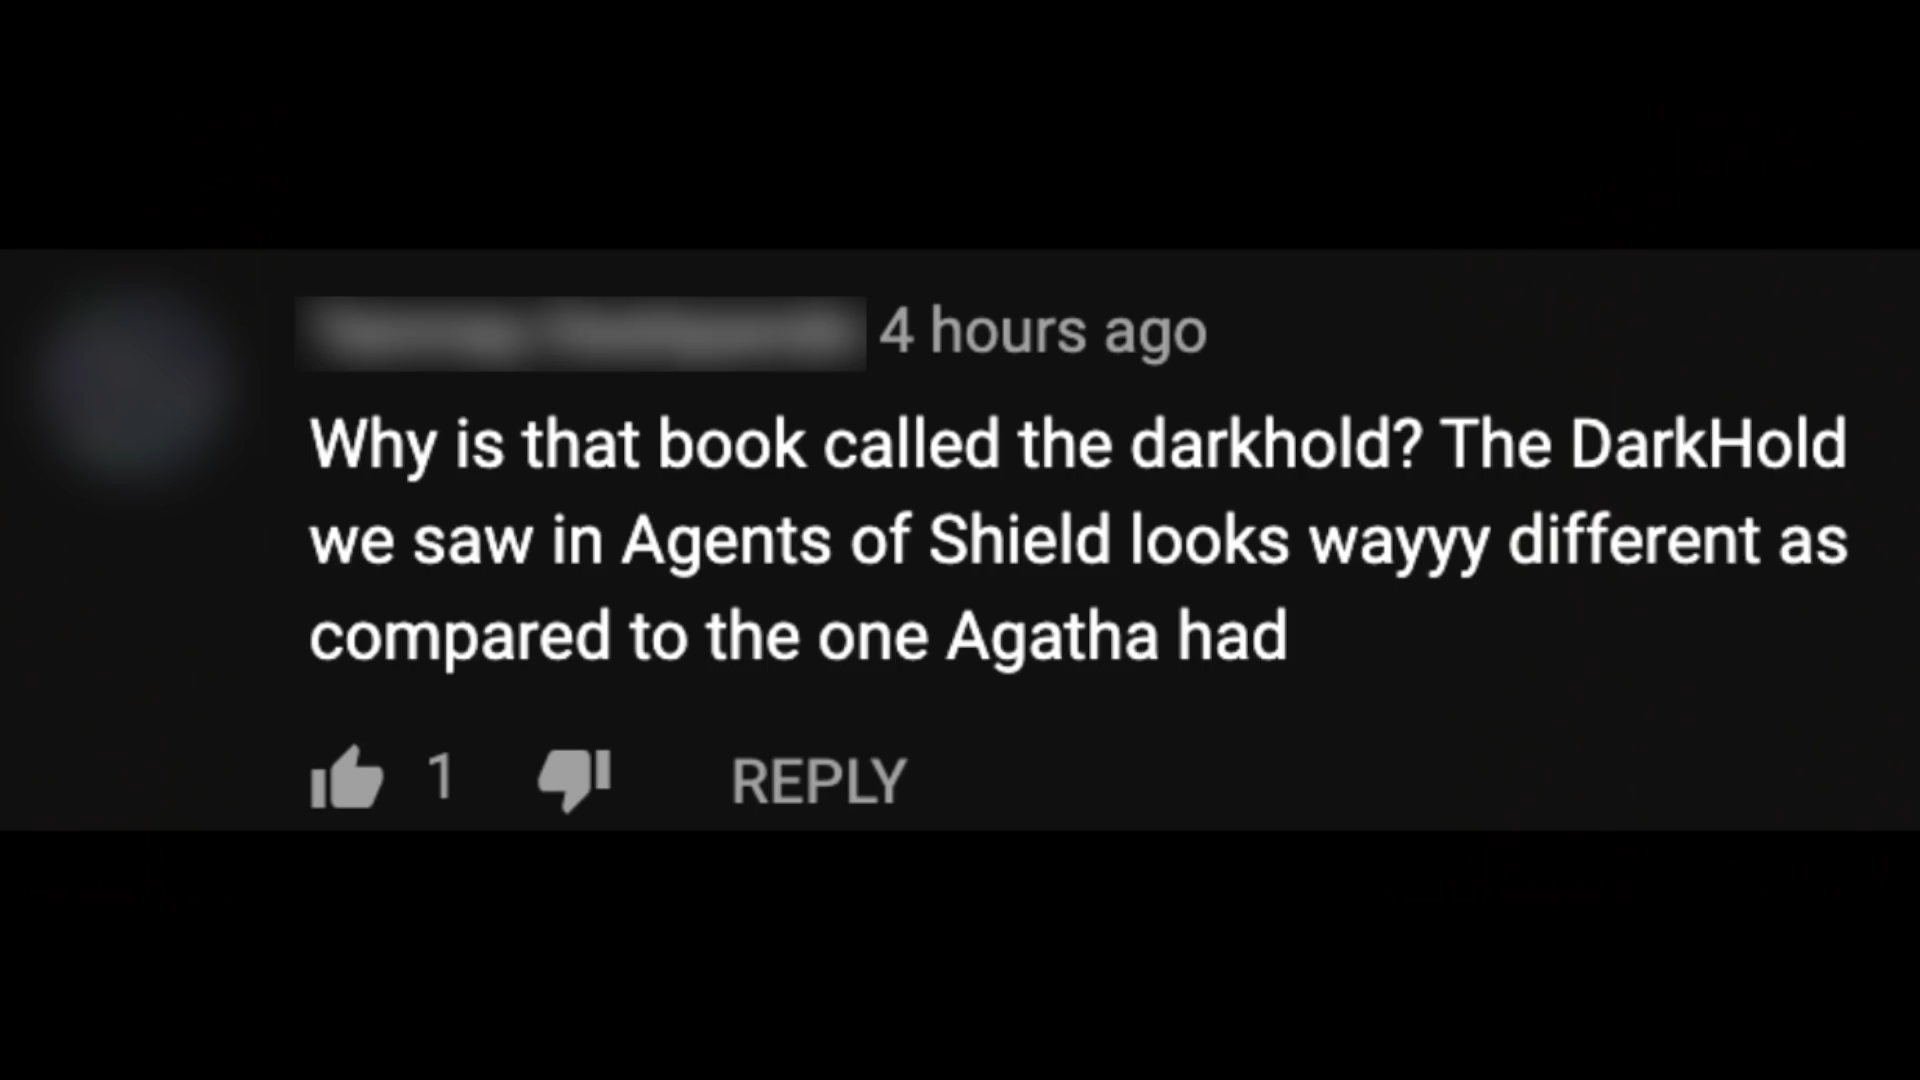 4 hours ago
Why is that book called the darkhold? The DarkHold
we saw in Agents of Shield looks wayyy different as
compared to the one Agatha had
1 REPLY